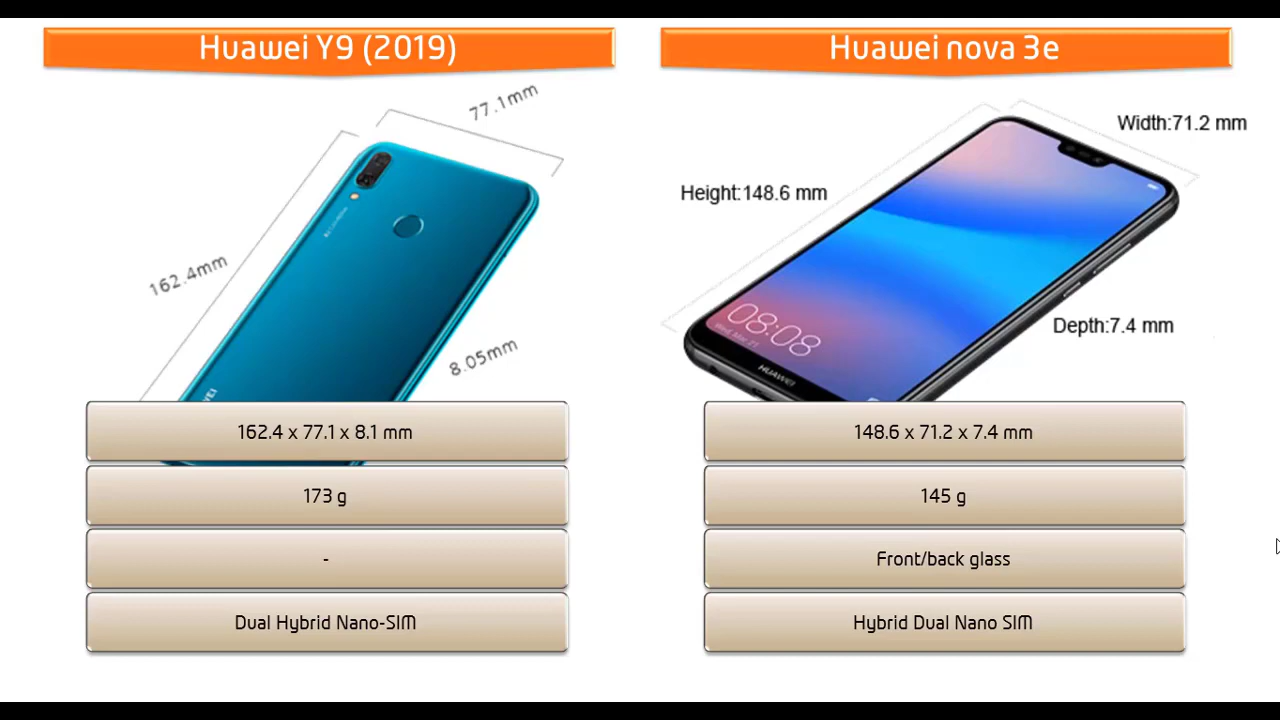 Huawei Y9 (2019)
77.1mm
162.4mm
8.05mm
162.4 x 77.1 x 8.1 mm
173 g
-
Dual Hybrid Nano-SIM
Huawei nova 3e
Width:71.2 mm
Height:148.6 mm
08:08
HUAWEI
Depth:7.4 mm
148.6 x 71.2 x 7.4 mm
145 g
Front/back glass
Hybrid Dual Nano SIM